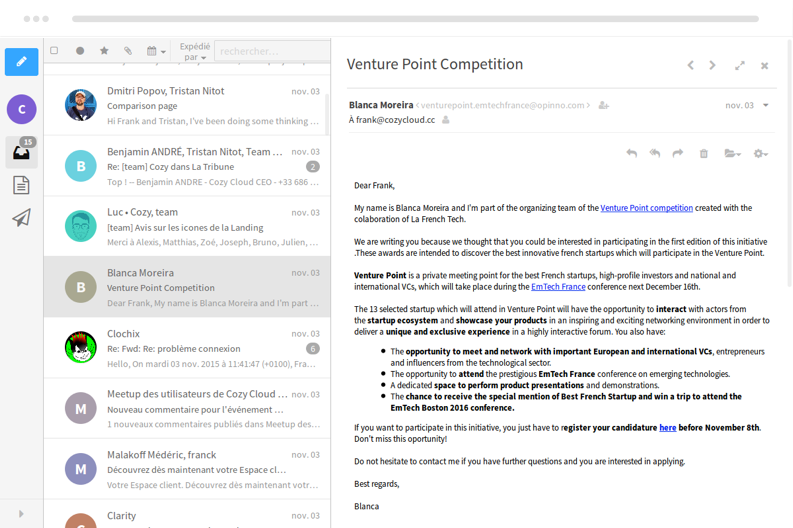 Expédié par
rechercher...
C
15
Dmitri Popov, Tristan Nitot nov. 03
Comparison page
Hi Frank and Tristan, I've been doing some thinking ...
B
Benjamin ANDRÉ, Tristan Nitot, Team ... nov. 03
Re: [team] Cozy dans La Tribune 2
Top ! -- Benjamin ANDRE - Cozy Cloud CEO - +33 686 ...
Luc • Cozy, team nov. 03
[team] Avis sur les icones de la Landing
Merci à Alexis, Matthias, Zoé, Joseph, Bruno, Julien, ...
B
Blanca Moreira nov. 03
Venture Point Competition
Dear Frank, My name is Blanca Moreira and I'm part ...
Clochix nov. 03
Re: Fwd: Re: problème connexion 6
Hello, On mardi 03 nov. 2015 à 11:41:47 (+0100), Fra...
M
Meetup des utilisateurs de Cozy Cloud ... nov. 03
Nouveau commentaire pour l'événement ...
1 nouveaux commentaires publiés dans Meetup des...
M
Malakoff Médéric, franck nov. 03
Découvrez dés maintenant votre Espace cl...
Votre Espace client. Découvrez dés maintenant votr...
C
Clarity nov. 03
Venture Point Competition
Blanca Moreira < venturepoint.emtechfrance@opinno.com > nov. 03
À frank@cozycloud.cc
Dear Frank,
My name is Blanca Moreira and I'm part of the organizing team of the Venture Point competition created with the
colaboration of La French Tech.
We are writing you because we thought that you could be interested in participating in the first edition of this initiative
.These awards are intended to discover the best innovative french startups which will participate in the Venture Point.
Venture Point is a private meeting point for the best French startups, high-profile investors and national and
international VCs, which will take place during the EmTech France conference next December 16th.
The 13 selected startup which will attend in Venture Point will have the opportunity to interact with actors from
the startup ecosystem and showcase your products in an inspiring and exciting networking environment in order to
deliver a unique and exclusive experience in a highly interactive forum. You also have:
● The opportunity to meet and network with important European and international VCs, entrepreneurs
and influencers from the technological sector.
● The opportunity to attend the prestigious EmTech France conference on emerging technologies.
● A dedicated space to perform product presentations and demonstrations.
● The chance to receive the special mention of Best French Startup and win a trip to attend the
EmTech Boston 2016 conference.
If you want to participate in this initiative, you just have to register your candidature here before November 8th.
Don't miss this oportunity!
Do not hesitate to contact me if you have further questions and you are interested in applying.
Best regards,
Blanca